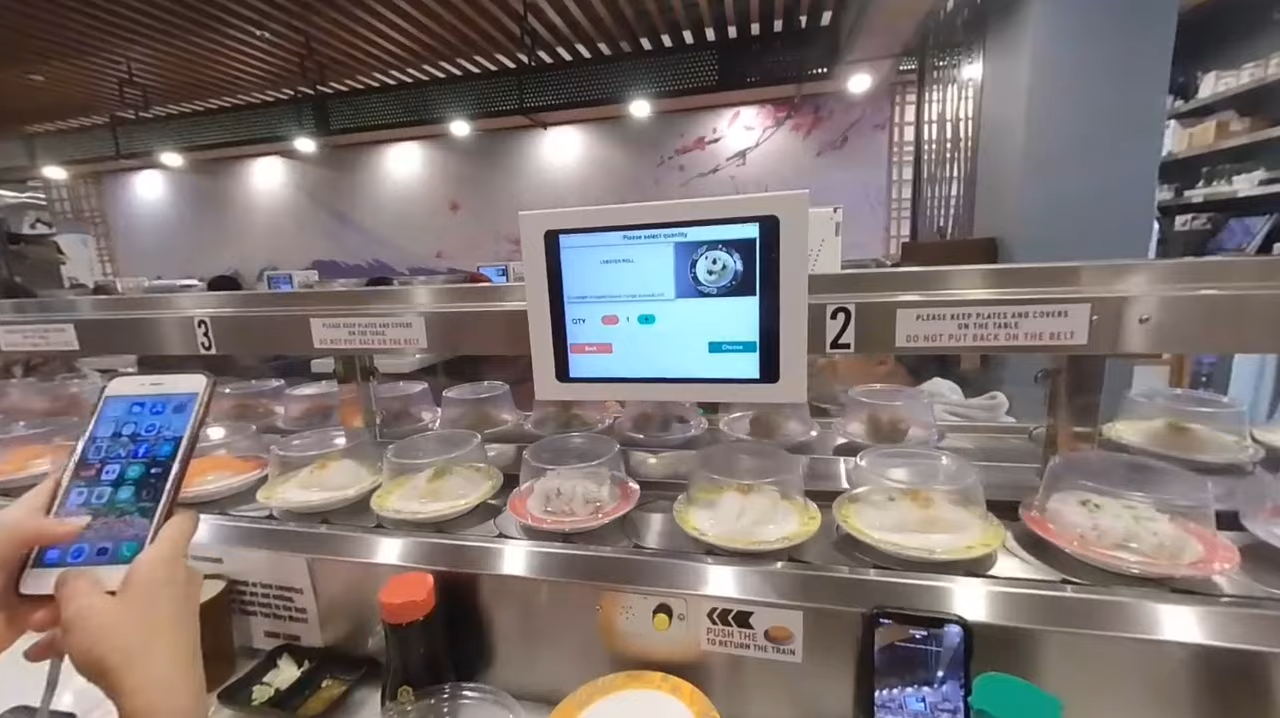 Please select quantity
LOBSTER ROLL
QTY
-
1
+
Back
Choose
3
PLEASE KEEP PLATES AND COVERS
ON THE TABLE.
DO NOT PUT BACK ON THE BELT
2
PLEASE KEEP PLATES AND COVERS
ON THE TABLE.
DO NOT PUT BACK ON THE BELT
PUSH THE
TO RETURN THE TRAIN